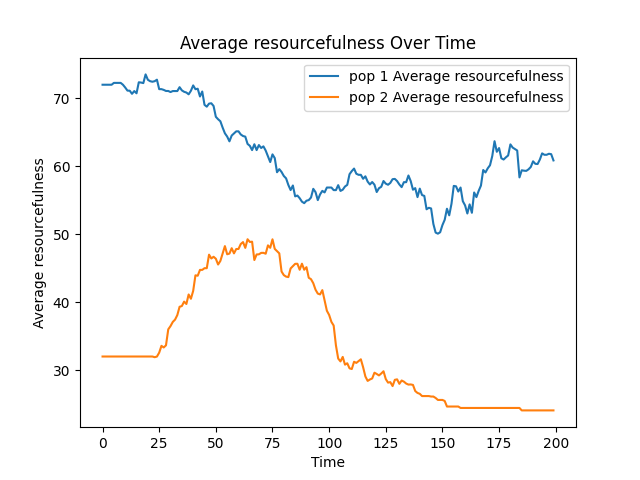 Average resourcefulness Over Time
pop 1 Average resourcefulness
pop 2 Average resourcefulness
Average resourcefulness
70
60
50
40
30
0 25 50 75 100 125 150 175 200
Time